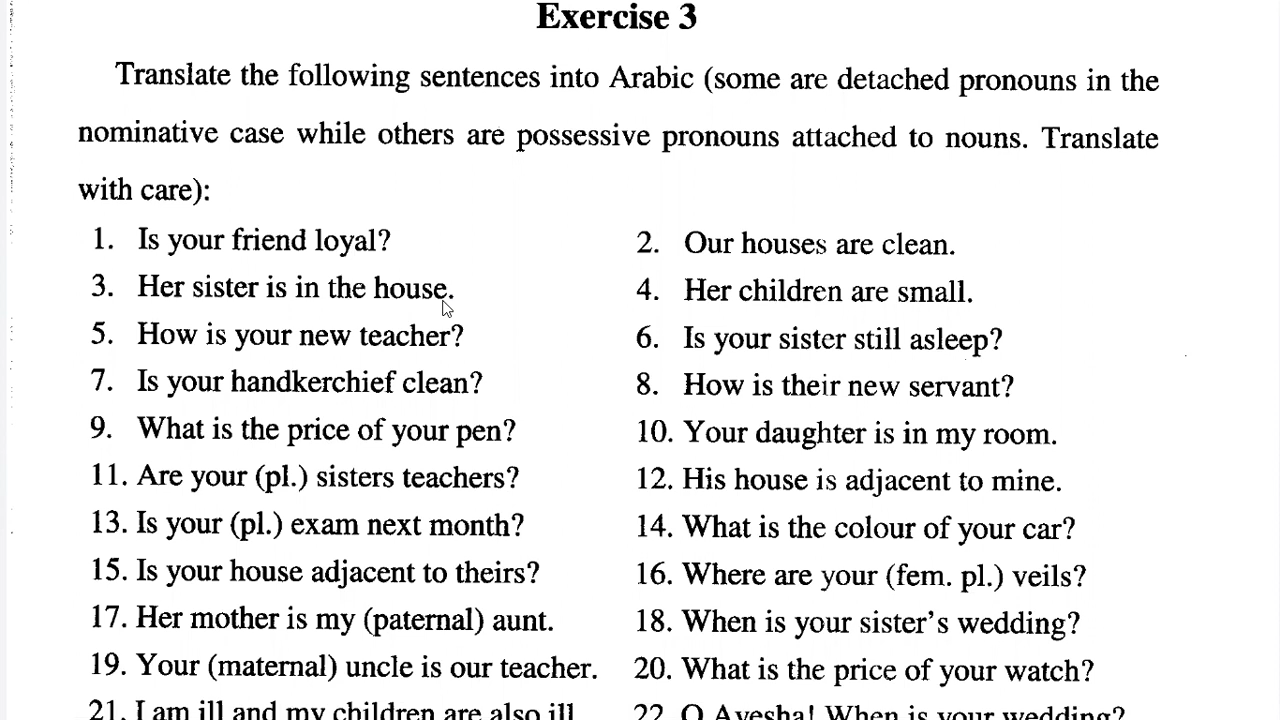 Exercise 3
Translate the following sentences into Arabic (some are detached pronouns in the
nominative case while others are possessive pronouns attached to nouns. Translate
with care):
1. Is your friend loyal?
2. Our houses are clean.
3. Her sister is in the house.
4. Her children are small.
5. How is your new teacher?
6. Is your sister still asleep?
7. Is your handkerchief clean?
8. How is their new servant?
9. What is the price of your pen?
10. Your daughter is in my room.
11. Are your (pl.) sisters teachers?
12. His house is adjacent to mine.
13. Is your (pl.) exam next month?
14. What is the colour of your car?
15. Is your house adjacent to theirs?
16. Where are your (fem. pl.) veils?
17. Her mother is my (paternal) aunt.
18. When is your sister's wedding?
19. Your (maternal) uncle is our teacher.
20. What is the price of your watch?
21. I am ill and my children are also ill
22. O Ayesha! When is your wedding?